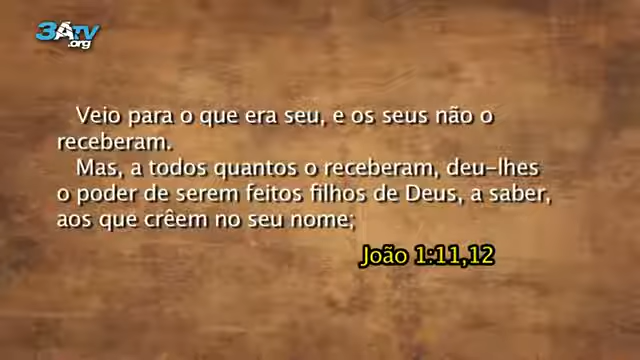 3ATV
.org
Veio para o que era seu, e os seus não o
receberam.
Mas, a todos quantos o receberam, deu-lhes
o poder de serem feitos filhos de Deus, a saber,
aos que crêem no seu nome;
João 1:11,12